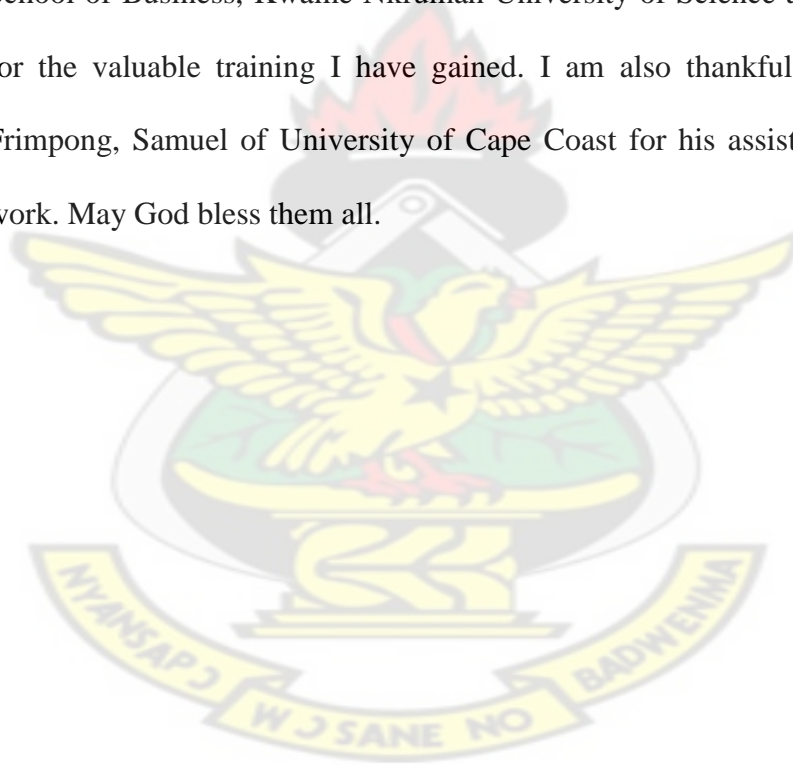 School of Business, Kwame Nkrumah University of Science
or the valuable training I have gained. I am also thankful
Frimpong, Samuel of University of Cape Coast for his assist
work. May God bless them all.
NYANSAPƆ WƆSANE NO BADWENMA